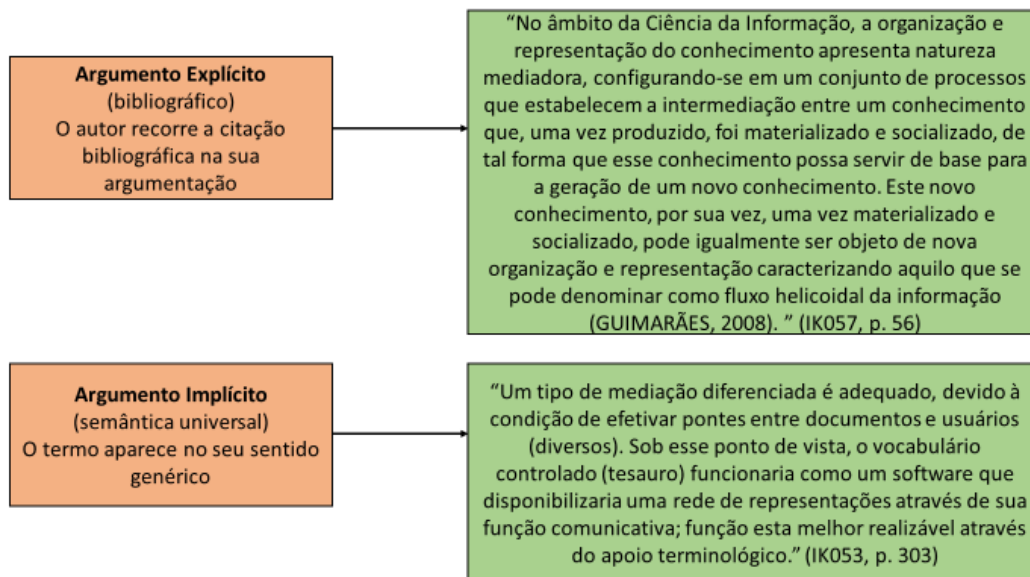 Argumento Explícito
(bibliográfico)
O autor recorre a citação
bibliográfica na sua
argumentação
“No âmbito da Ciência da Informação, a organização e
representação do conhecimento apresenta natureza
mediadora, configurando-se em um conjunto de processos
que estabelecem a intermediação entre um conhecimento
que, uma vez produzido, foi materializado e socializado, de
tal forma que esse conhecimento possa servir de base para
a geração de um novo conhecimento. Este novo
conhecimento, por sua vez, uma vez materializado e
socializado, pode igualmente ser objeto de nova
organização e representação caracterizando aquilo que se
pode denominar como fluxo helicoidal da informação
(GUIMARÃES, 2008). ” (IK057, p. 56)
Argumento Implícito
(semântica universal)
O termo aparece no seu sentido
genérico
“Um tipo de mediação diferenciada é adequado, devido à
condição de efetivar pontes entre documentos e usuários
(diversos). Sob esse ponto de vista, o vocabulário
controlado (tesauro) funcionaria como um software que
disponibilizaria uma rede de representações através de sua
função comunicativa; função esta melhor realizável através
do apoio terminológico.” (IK053, p. 303)